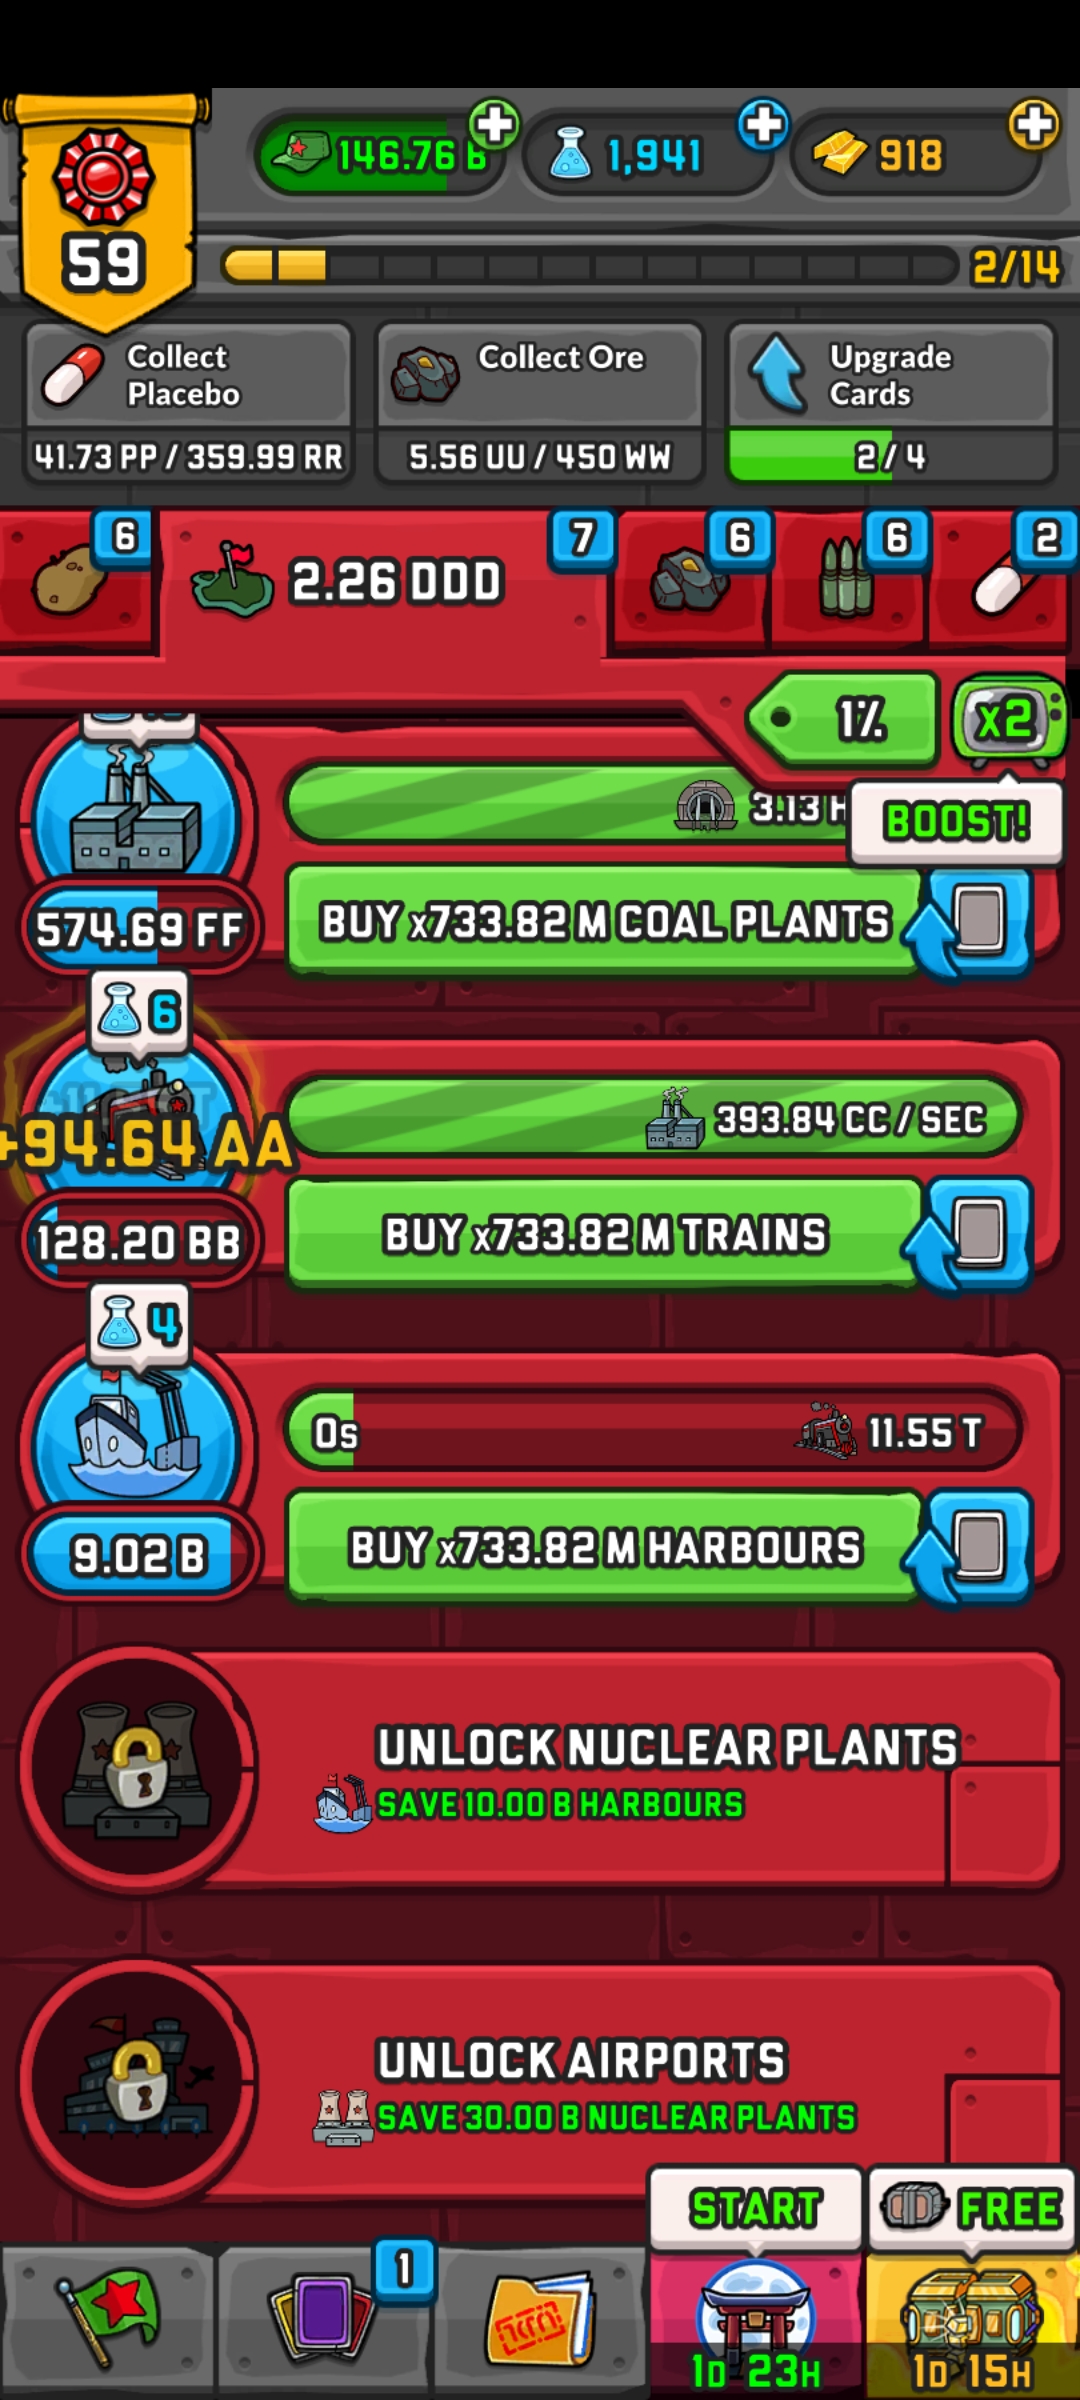 146.76 B
1,941
918
59
2/14
Collect
Placebo
41.73 PP / 359.99 RR
Collect Ore
5.56 UU / 450 WW
Upgrade
Cards
2 / 4
6
2.26 DDD
7
6
6
2
1%
x2
BOOST!
3.13 H
574.69 FF
BUY x733.82 M COAL PLANTS
6
+94.64 AA
393.84 CC / SEC
128.20 BB
BUY x733.82 M TRAINS
4
0s
11.55 T
9.02 B
BUY x733.82 M HARBOURS
UNLOCK NUCLEAR PLANTS
SAVE 10.00 B HARBOURS
UNLOCK AIRPORTS
SAVE 30.00 B NUCLEAR PLANTS
START
FREE
1
1D 23H
1D 15H